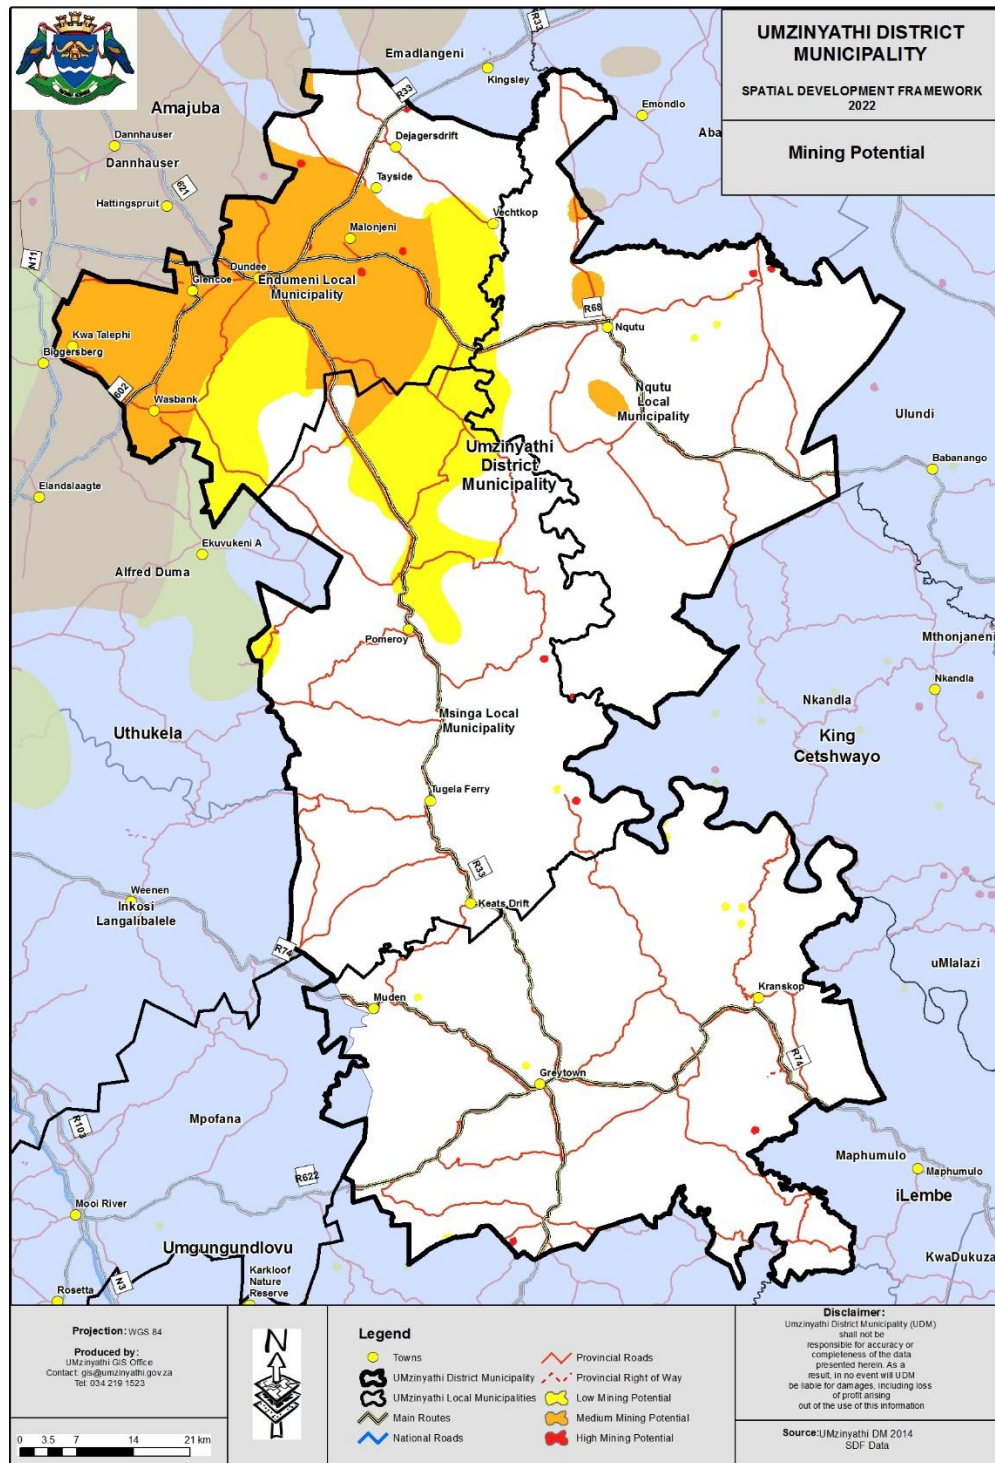 UMZINYATHI DISTRICT
MUNICIPALITY
SPATIAL DEVELOPMENT FRAMEWORK
2022
Mining Potential
R33
Emadlangeni
Kingsley
Amajuba
R33
Emondlo
Dannhauser
Dejagersdrift
Aba
Dannhauser
Tayside
621
Hattingspruit
Vechtkop
Malonjeni
N11
Dundee
Glencoe
Endumeni Local
Municipality
R68
Nqutu
Kwa Talephi
Biggersberg
602
Wasbank
Nqutu
Local
Municipality
Ulundi
Umzinyathi
District
Municipality
Babanango
Elandslaagte
Ekuvukeni A
Alfred Duma
Pomeroy
Mthonjaneni
Nkandla
Nkandla
Msinga Local
Municipality
Uthukela
King
Cetshwayo
Tugela Ferry
R33
Weenen
Inkosi
Langalibalele
Keats Drift
R74
uMlalazi
Muden
Kranskop
R74
Greytown
R103
Mpofana
Maphumulo
Maphumulo
R622
iLembe
Mooi River
Umgungundlovu
KwaDukuza
Karkloof
Nature
Reserve
N3
Rosetta
Projection: WGS 84
Produced by:
UMzinyathi GIS Office
Contact: gis@umzinyathi.gov.za
Tel: 034 219 1523
0 3.5 7 14 21 km
N
Legend
Towns
UMzinyathi District Municipality
UMzinyathi Local Municipalities
Main Routes
National Roads
Provincial Roads
Provincial Right of Way
Low Mining Potential
Medium Mining Potential
High Mining Potential
Disclaimer:
Umzinyathi District Municipality (UDM)
shall not be
responsible for accuracy or
completeness of the data
presented herein. As a
result, in no event will UDM
be liable for damages, including loss
of profit arising
out of the use of this information
Source:UMzinyathi DM 2014
SDF Data